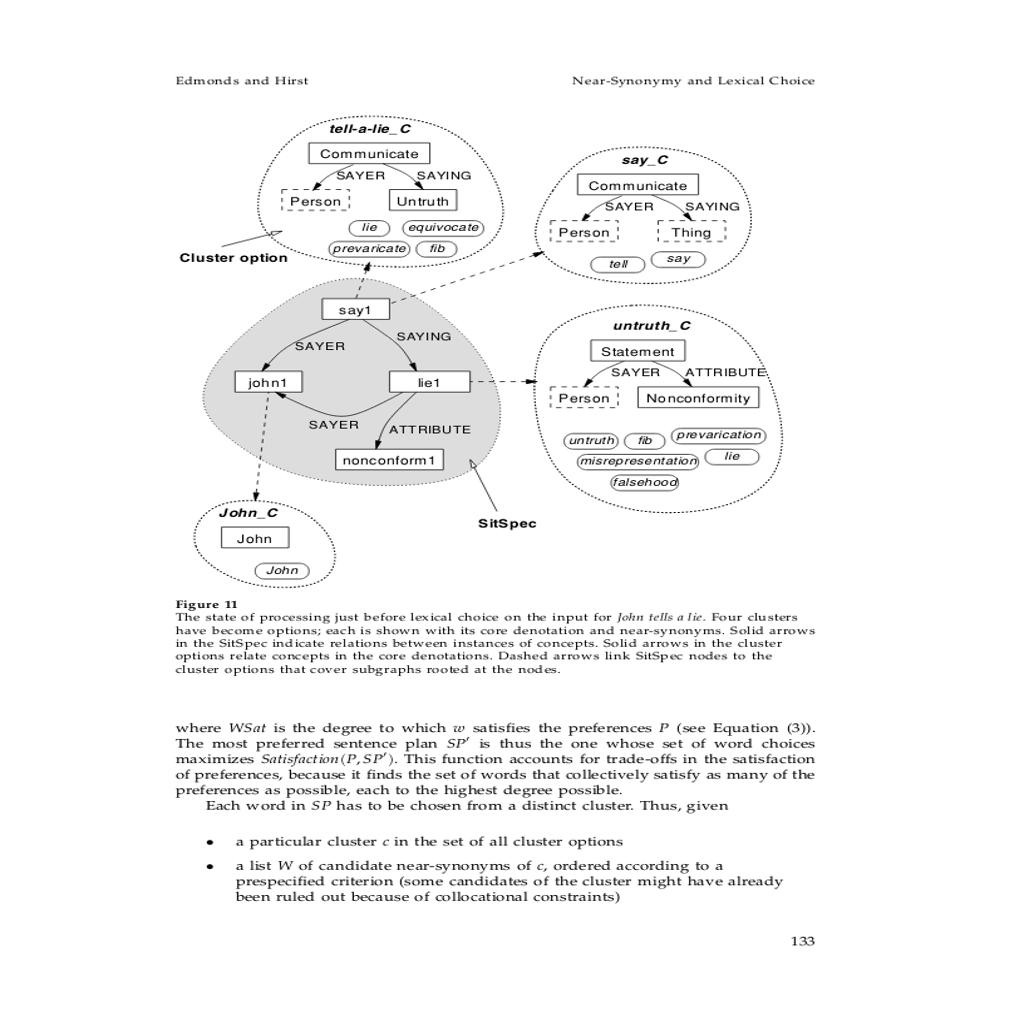 Edmonds and Hirst
Near-Synonymy and Lexical Choice
tell-a-lie_C
Communicate
SAYER
SAYING
Person
Untruth
lie
equivocate
prevaricate
fib
Cluster option
say_C
Communicate
SAYER
SAYING
Person
Thing
tell
say
say1
SAYER
SAYING
john1
lie1
SAYER
ATTRIBUTE
nonconform1
SitSpec
untruth_C
Statement
SAYER
ATTRIBUTE
Person
Nonconformity
untruth
fib
prevarication
misrepresentation
lie
falsehood
John_C
John
John
Figure 11
The state of processing just before lexical choice on the input for John tells a lie. Four clusters
have become options; each is shown with its core denotation and near-synonyms. Solid arrows
in the SitSpec indicate relations between instances of concepts. Solid arrows in the cluster
options relate concepts in the core denotations. Dashed arrows link SitSpec nodes to the
cluster options that cover subgraphs rooted at the nodes.
where WSat is the degree to which w satisfies the preferences P (see Equation (3)).
The most preferred sentence plan SP′ is thus the one whose set of word choices
maximizes Satisfaction(P, SP′). This function accounts for trade-offs in the satisfaction
of preferences, because it finds the set of words that collectively satisfy as many of the
preferences as possible, each to the highest degree possible.
Each word in SP has to be chosen from a distinct cluster. Thus, given
• a particular cluster c in the set of all cluster options
• a list W of candidate near-synonyms of c, ordered according to a
prespecified criterion (some candidates of the cluster might have already
been ruled out because of collocational constraints)
133